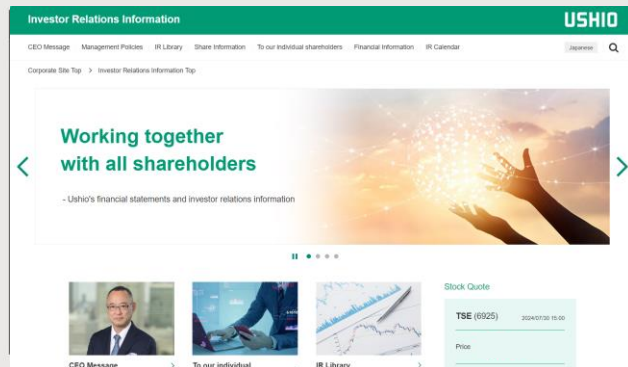 Investor Relations Information
USHIO
CEO Message Management Policies IR Library Share Information To our individual shareholders Financial Information IR Calendar
Japanese
Corporate Site Top > Investor Relations Information Top
Working together
with all shareholders
- Ushio's financial statements and investor relations information
Stock Quote
TSE (6925) 2024/07/30 15:00
Price
CEO Message > To our individual IR Library >